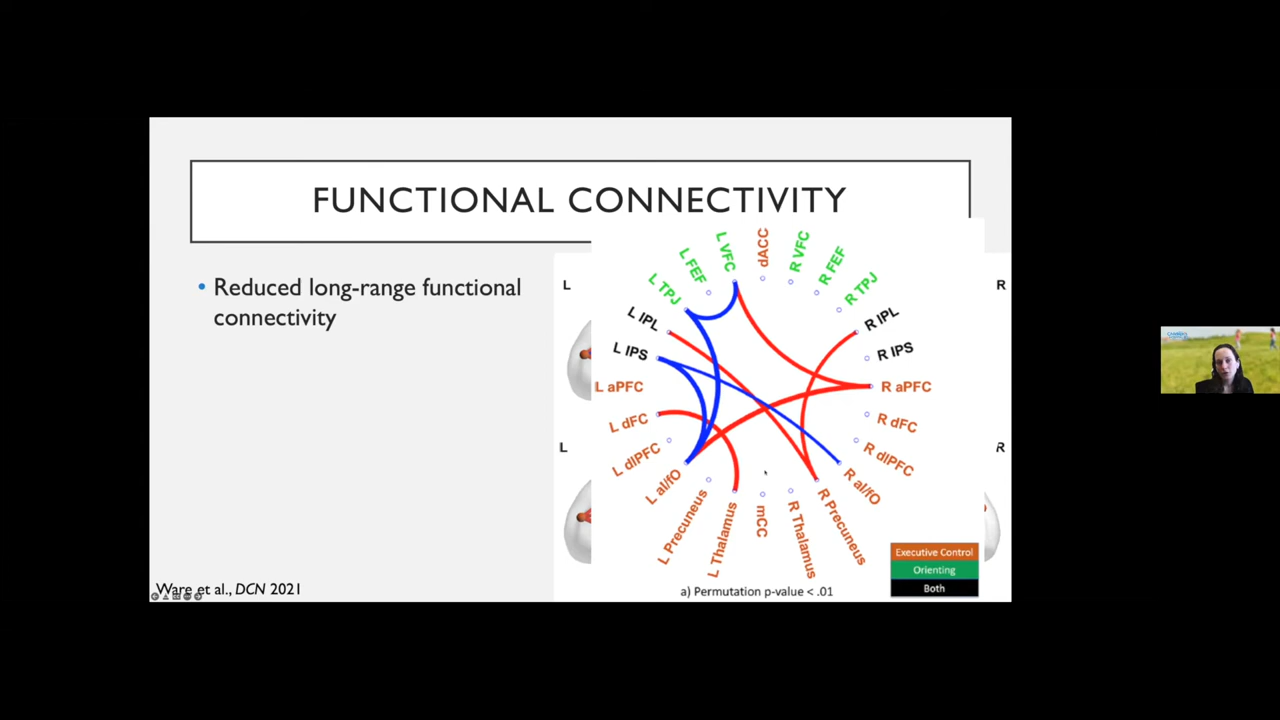 FUNCTIONAL CONNECTIVITY
• Reduced long-range functional
connectivity
L
R
L
R
L TPJ
L FEF
L VFC
dACC
R VFC
R FEF
R TPJ
L IPL
R IPL
L IPS
R IPS
L aPFC
R aPFC
L dFC
R dFC
L dlPFC
R dlPFC
L aI/fO
R aI/fO
L Precuneus
L Thalamus
mCC
R Thalamus
R Precuneus
Executive Control
Orienting
Both
a) Permutation p-value < .01
Ware et al., DCN 2021